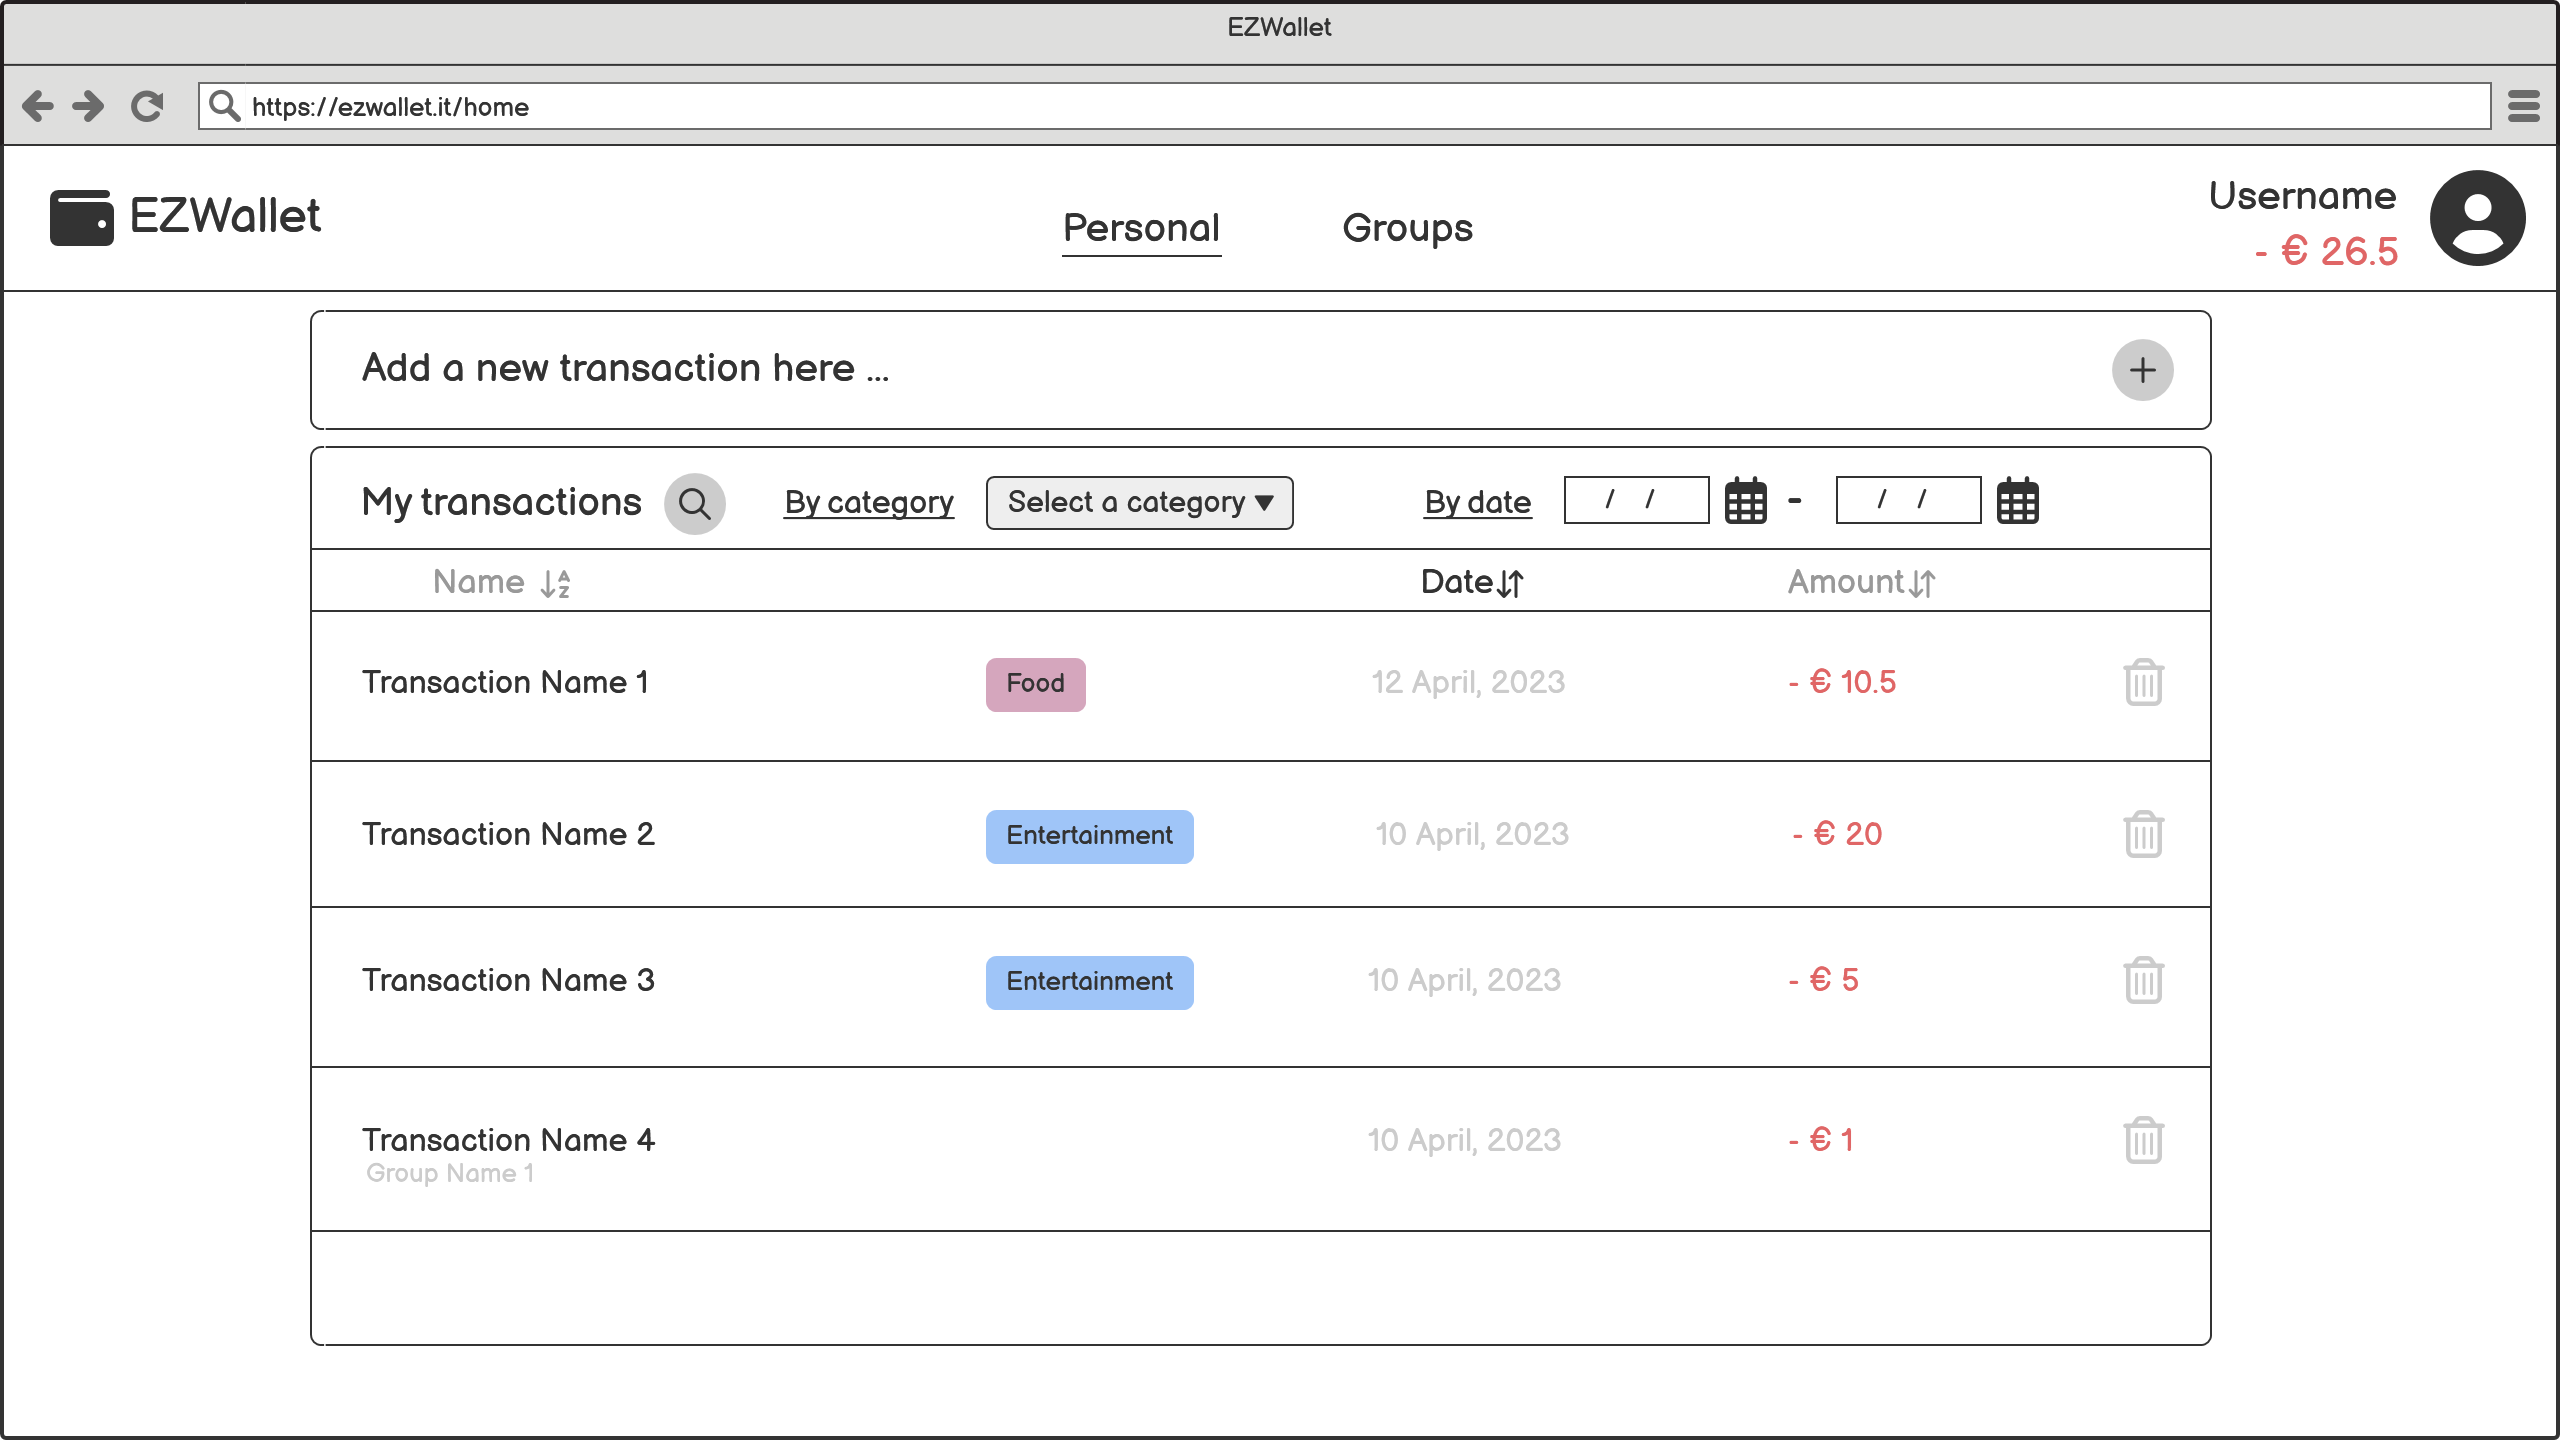 EZWallet
https://ezwallet.it/home
EZWallet
Personal
Groups
Username
- € 26.5
Add a new transaction here ...
My transactions
By category
Select a category ▼
By date
/ /
-
/ /
Name
A
Z
Date
Amount
Transaction Name 1
Food
12 April, 2023
- € 10.5
Transaction Name 2
Entertainment
10 April, 2023
- € 20
Transaction Name 3
Entertainment
10 April, 2023
- € 5
Transaction Name 4
10 April, 2023
- € 1
Group Name 1